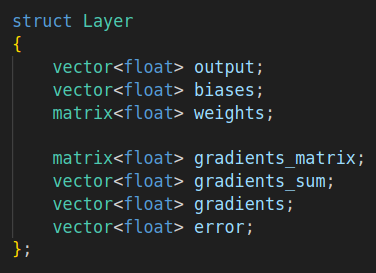 struct Layer
{
    vector<float> output;
    vector<float> biases;
    matrix<float> weights;

    matrix<float> gradients_matrix;
    vector<float> gradients_sum;
    vector<float> gradients;
    vector<float> error;
};